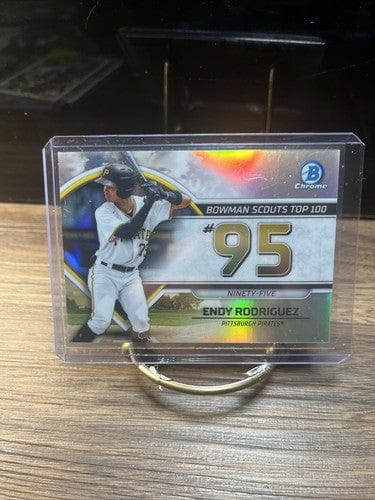 B
Chrome
BOWMAN SCOUTS TOP 100
#95
NINETY-FIVE
ENDY RODRIGUEZ
PITTSBURGH PIRATES®